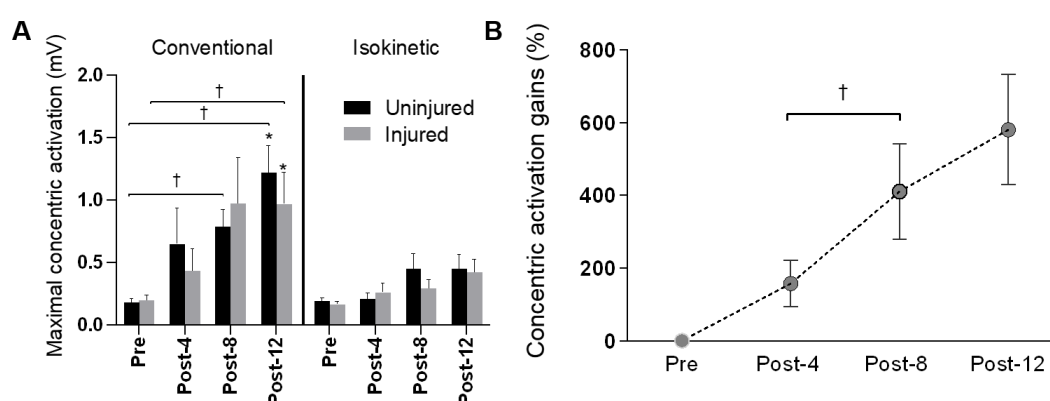 A
Maximal concentric activation (mV)
Conventional
Isokinetic
2.0
1.5
1.0
0.5
0.0
†
†
†
*
*
Uninjured
Injured
Pre
Post-4
Post-8
Post-12
Pre
Post-4
Post-8
Post-12
B
Concentric activation gains (%)
800
600
400
200
0
†
Pre
Post-4
Post-8
Post-12